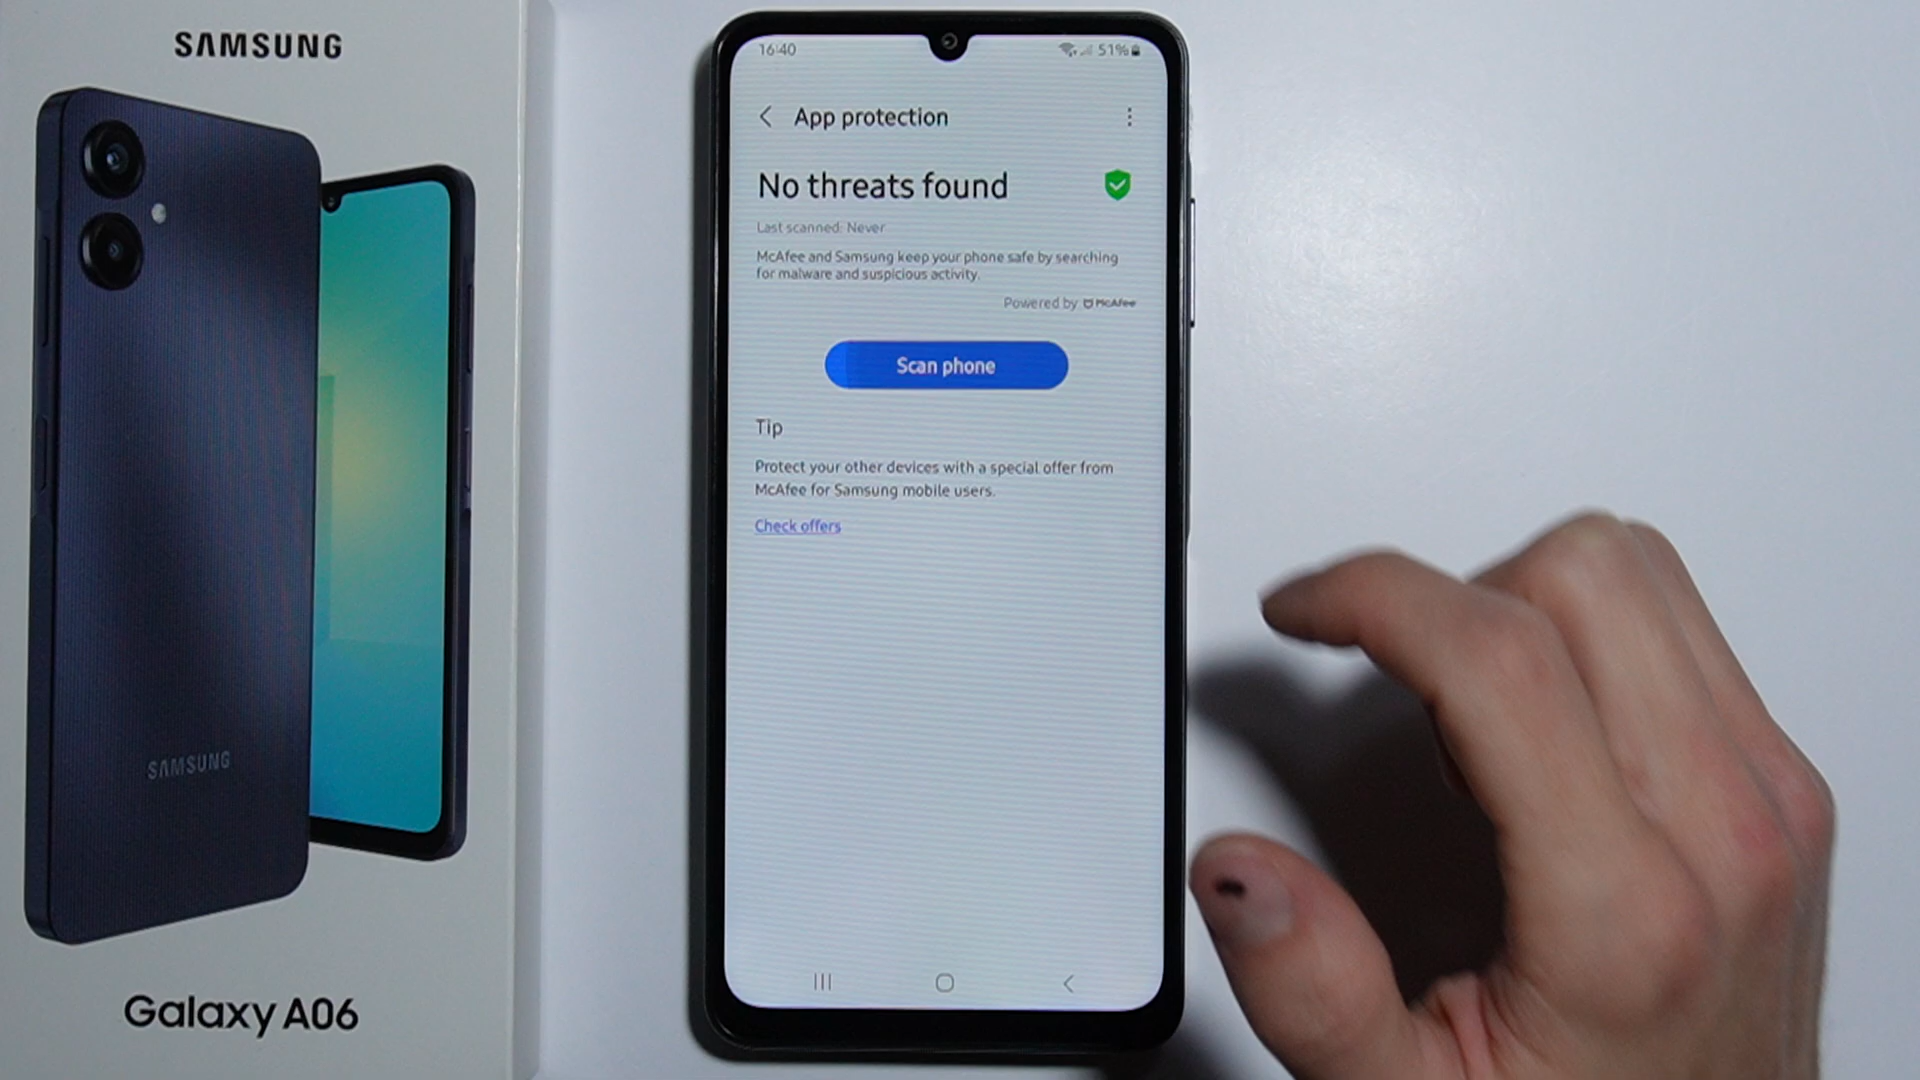 SAMSUNG
SAMSUNG
Galaxy A06
16:40
51%
App protection
No threats found
Last scanned: Never
McAfee and Samsung keep your phone safe by searching
for malware and suspicious activity.
Powered by McAfee
Scan phone
Tip
Protect your other devices with a special offer from
McAfee for Samsung mobile users.
Check offers